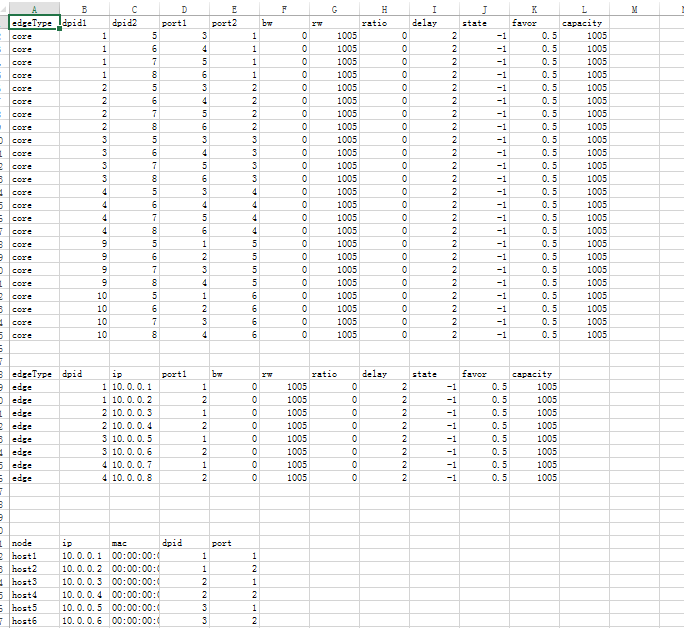 A B C D E F G H I J K L M
edgeType dpid1 dpid2 port1 port2 bw rw ratio delay state favor capacity
core 1 5 3 1 0 1005 0 2 -1 0.5 1005
core 1 6 4 1 0 1005 0 2 -1 0.5 1005
core 1 7 5 1 0 1005 0 2 -1 0.5 1005
core 1 8 6 1 0 1005 0 2 -1 0.5 1005
core 2 5 3 2 0 1005 0 2 -1 0.5 1005
core 2 6 4 2 0 1005 0 2 -1 0.5 1005
core 2 7 5 2 0 1005 0 2 -1 0.5 1005
core 2 8 6 2 0 1005 0 2 -1 0.5 1005
core 3 5 3 3 0 1005 0 2 -1 0.5 1005
core 3 6 4 3 0 1005 0 2 -1 0.5 1005
core 3 7 5 3 0 1005 0 2 -1 0.5 1005
core 3 8 6 3 0 1005 0 2 -1 0.5 1005
core 4 5 3 4 0 1005 0 2 -1 0.5 1005
core 4 6 4 4 0 1005 0 2 -1 0.5 1005
core 4 7 5 4 0 1005 0 2 -1 0.5 1005
core 4 8 6 4 0 1005 0 2 -1 0.5 1005
core 9 5 1 5 0 1005 0 2 -1 0.5 1005
core 9 6 2 5 0 1005 0 2 -1 0.5 1005
core 9 7 3 5 0 1005 0 2 -1 0.5 1005
core 9 8 4 5 0 1005 0 2 -1 0.5 1005
core 10 5 1 6 0 1005 0 2 -1 0.5 1005
core 10 6 2 6 0 1005 0 2 -1 0.5 1005
core 10 7 3 6 0 1005 0 2 -1 0.5 1005
core 10 8 4 6 0 1005 0 2 -1 0.5 1005
edgeType dpid ip port1 bw rw ratio delay state favor capacity
edge 1 10.0.0.1 1 0 1005 0 2 -1 0.5 1005
edge 1 10.0.0.2 2 0 1005 0 2 -1 0.5 1005
edge 2 10.0.0.3 1 0 1005 0 2 -1 0.5 1005
edge 2 10.0.0.4 2 0 1005 0 2 -1 0.5 1005
edge 3 10.0.0.5 1 0 1005 0 2 -1 0.5 1005
edge 3 10.0.0.6 2 0 1005 0 2 -1 0.5 1005
edge 4 10.0.0.7 1 0 1005 0 2 -1 0.5 1005
edge 4 10.0.0.8 2 0 1005 0 2 -1 0.5 1005
node ip mac dpid port
host1 10.0.0.1 00:00:00:( 1 1
host2 10.0.0.2 00:00:00:( 1 2
host3 10.0.0.3 00:00:00:( 2 1
host4 10.0.0.4 00:00:00:( 2 2
host5 10.0.0.5 00:00:00:( 3 1
host6 10.0.0.6 00:00:00:( 3 2